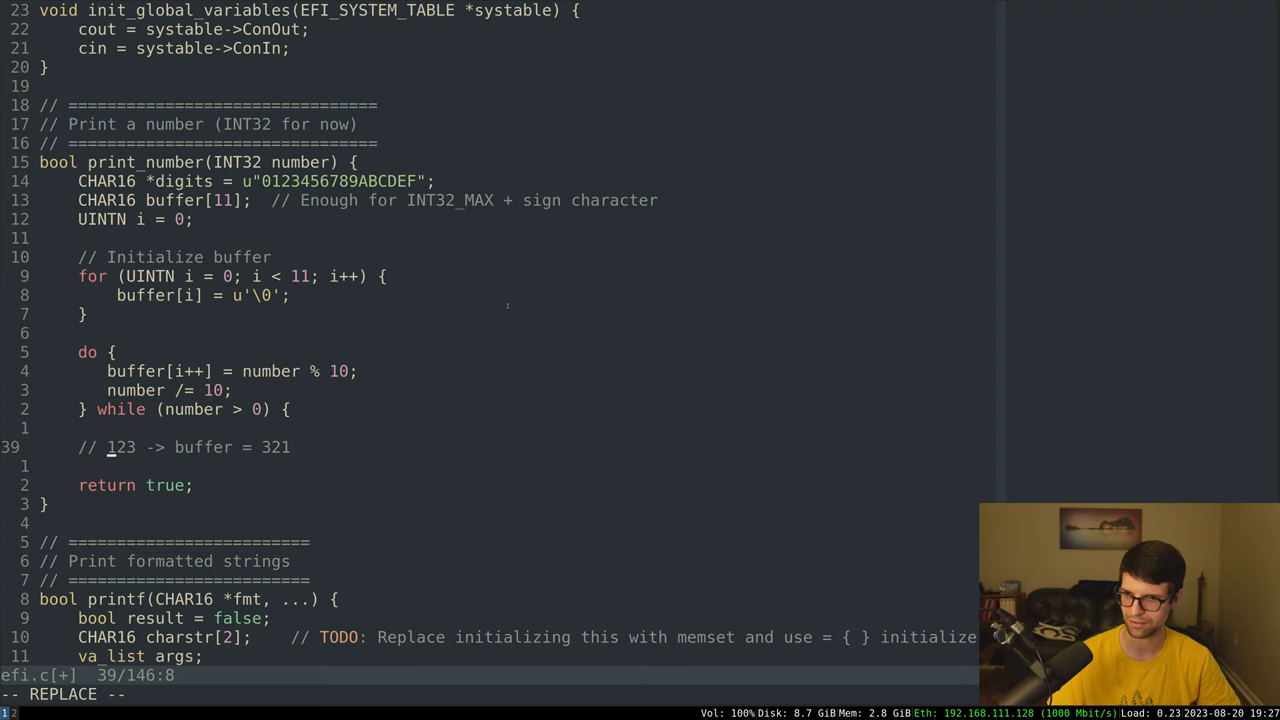 23 void init_global_variables(EFI_SYSTEM_TABLE *systable) {
22     cout = systable->ConOut;
21     cin = systable->ConIn;
20 }
19
18 // ================================
17 // Print a number (INT32 for now)
16 // ================================
15 bool print_number(INT32 number) {
14     CHAR16 *digits = u"0123456789ABCDEF";
13     CHAR16 buffer[11];  // Enough for INT32_MAX + sign character
12     UINTN i = 0;
11
10     // Initialize buffer
9     for (UINTN i = 0; i < 11; i++) {
8         buffer[i] = u'\0';
7     }
6
5     do {
4        buffer[i++] = number % 10;
3        number /= 10;
2     } while (number > 0) {
1
39     // 123 -> buffer = 321
1
2     return true;
3 }
4
5 // =========================
6 // Print formatted strings
7 // =========================
8 bool printf(CHAR16 *fmt, ...) {
9     bool result = false;
10     CHAR16 charstr[2];    // TODO: Replace initializing this with memset and use = { } initialize
11     va_list args;
efi.c[+]  39/146:8
-- REPLACE --
1 2 Vol: 100% Disk: 8.7 GiB Mem: 2.8 GiB Eth: 192.168.111.128 (1000 Mbit/s) Load: 0.23 2023-08-20 19:27